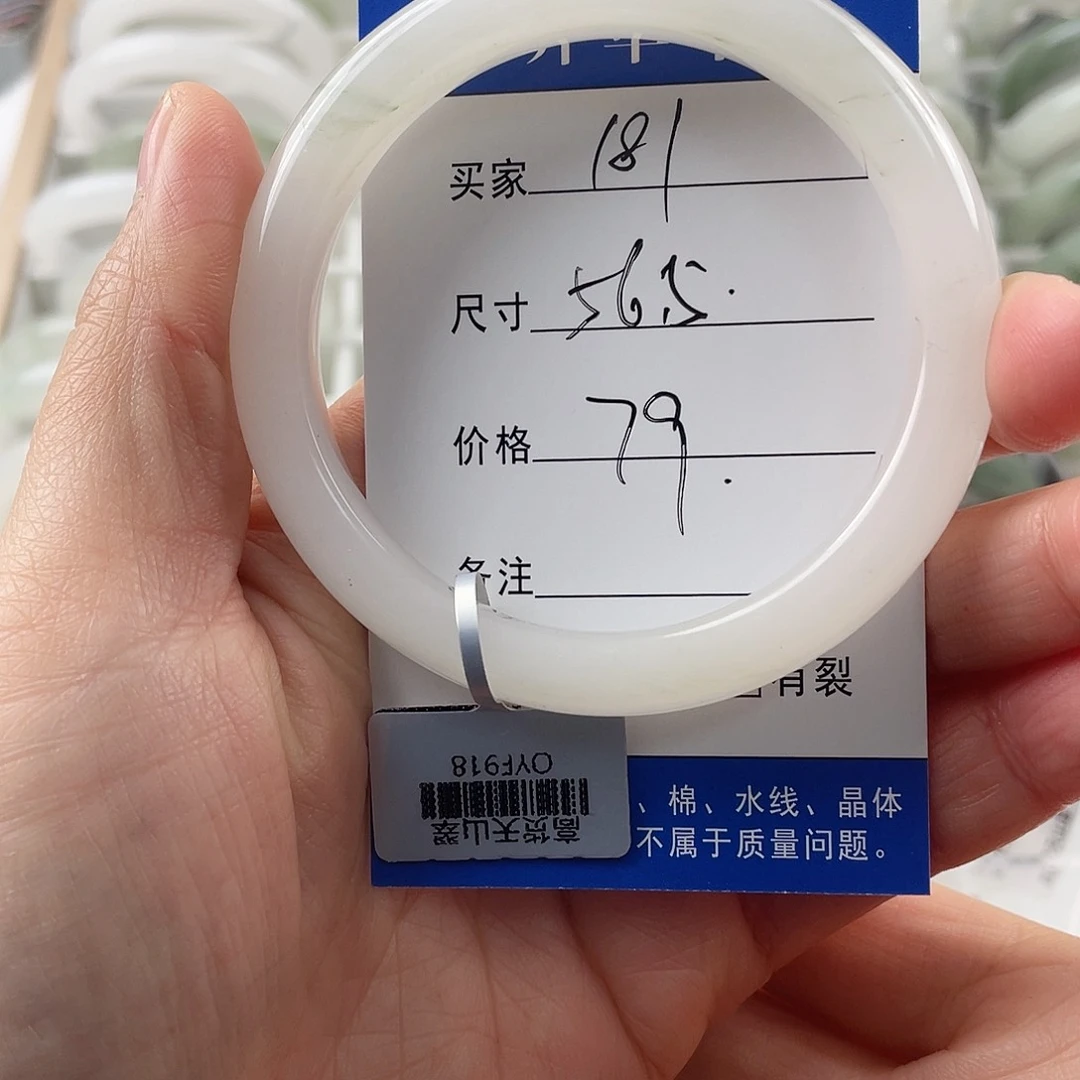 买家 181
尺寸 56.5.
价格 79.
备注
有裂
、棉、水线、晶体
不属于质量问题。
QYF918
高货天山翠